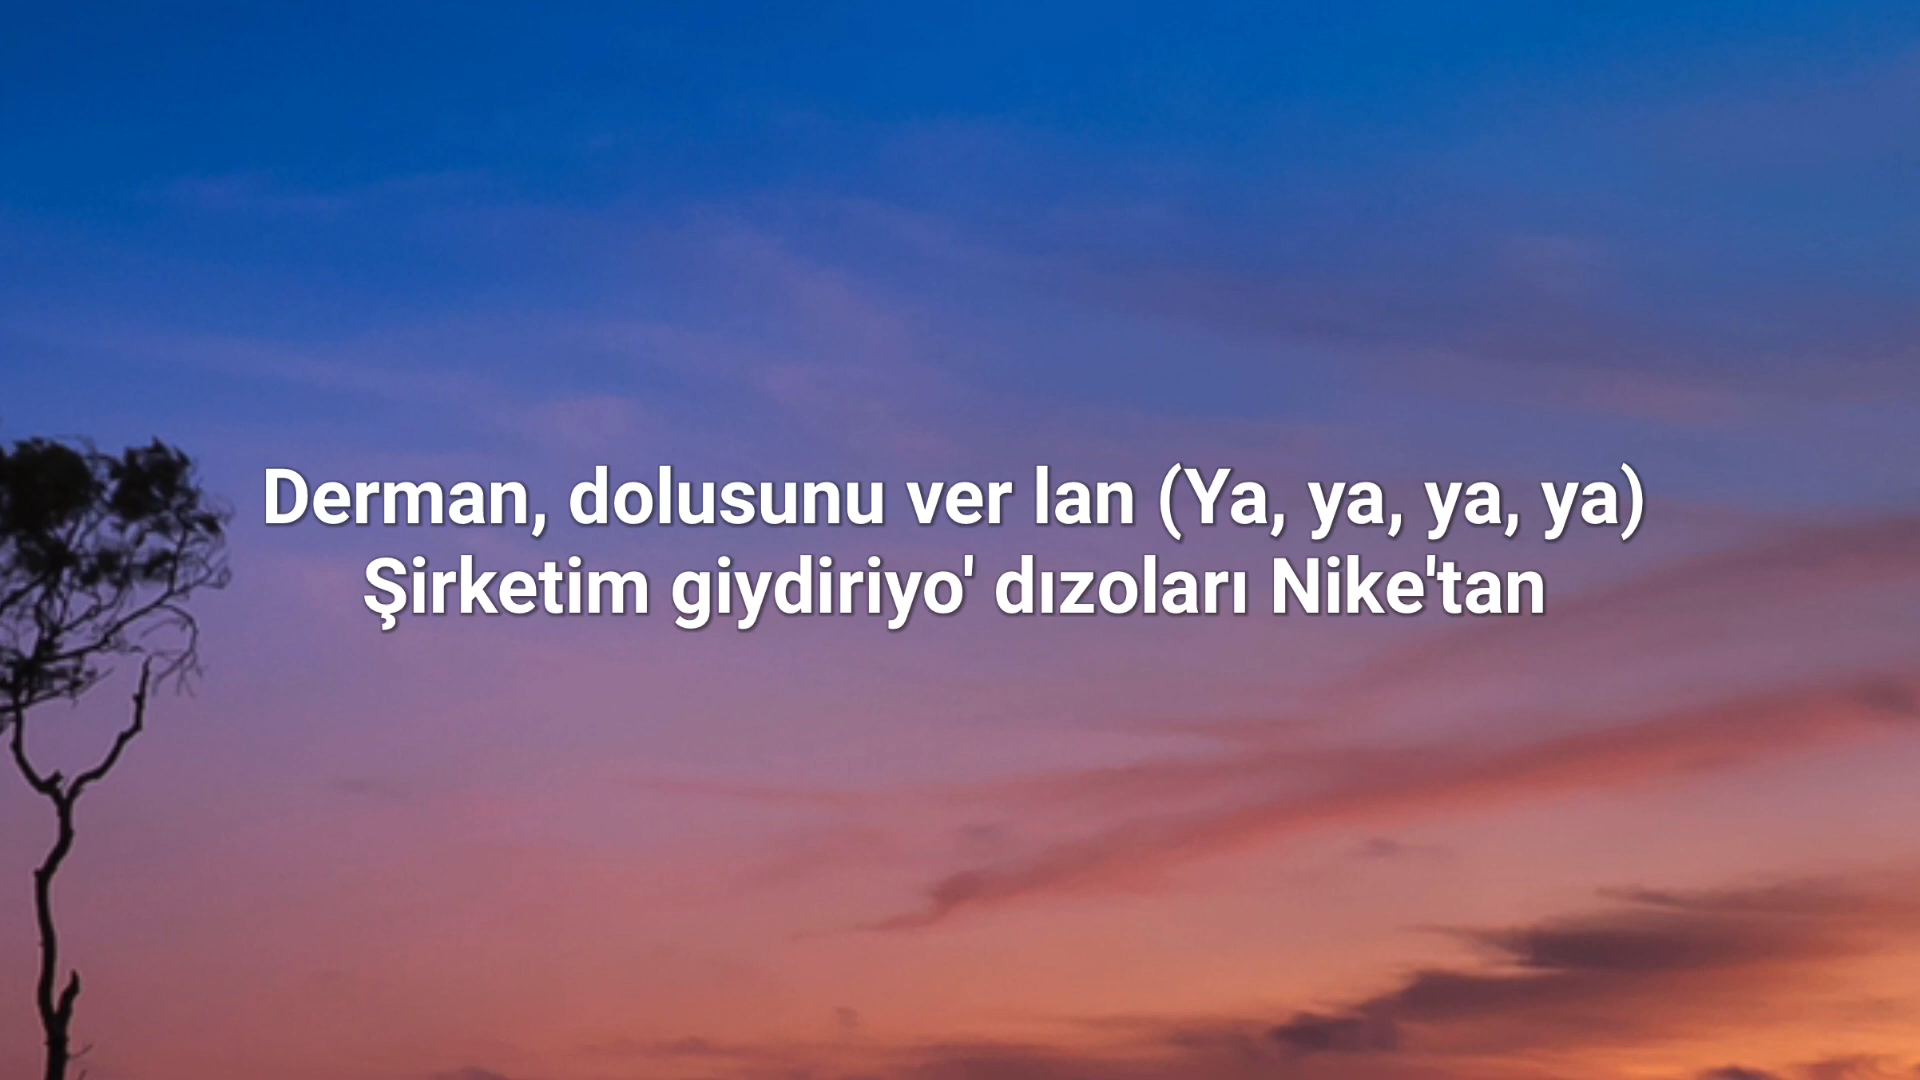 Derman, dolusunu ver lan (Ya, ya, ya, ya)
Şirketim giydiriyo' dızoları Nike'tan